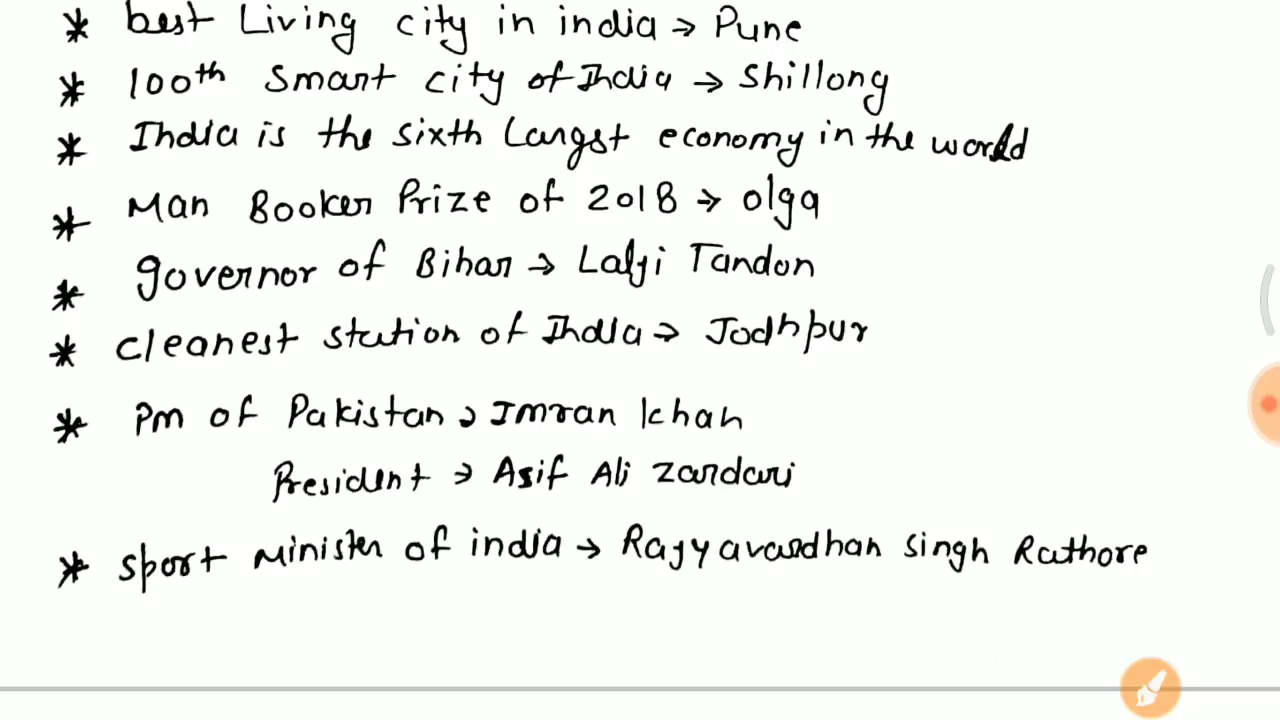 * best Living city in india → Pune
* 100th Smart city of India → Shillong
* India is the sixth Largst economy in the world
* Man Booker Prize of 2018 → Olga
* Governor of Bihar → Lalji Tandon
* cleanest station of India → Jodhpur
* PM of Pakistan → Imran Khan
President → Asif Ali Zardari
* Sport Minister of india → Rajyavardhan Singh Rathore